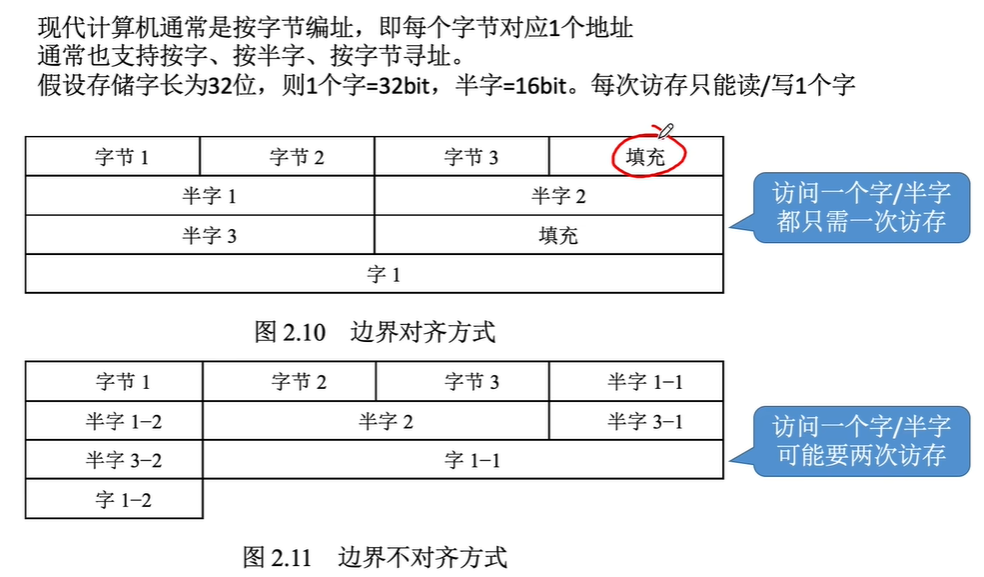 现代计算机通常是按字节编址，即每个字节对应1个地址
通常也支持按字、按半字、按字节寻址。
假设存储字长为32位，则1个字=32bit，半字=16bit。每次访存只能读/写1个字
字节 1 字节 2 字节 3 填充
半字 1 半字 2
半字 3 填充
字 1
访问一个字/半字
都只需一次访存
图 2.10 边界对齐方式
字节 1 字节 2 字节 3 半字 1-1
半字 1-2 半字 2 半字 3-1
半字 3-2 字 1-1
字 1-2
访问一个字/半字
可能要两次访存
图 2.11 边界不对齐方式